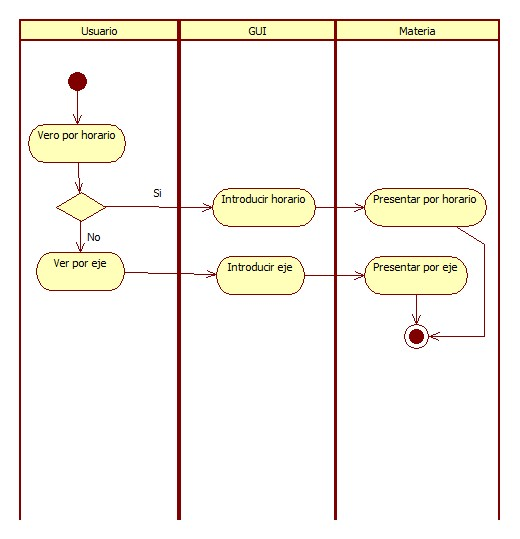 Usuario
GUI
Materia
Vero por horario
Si
Introducir horario
Presentar por horario
No
Ver por eje
Introducir eje
Presentar por eje